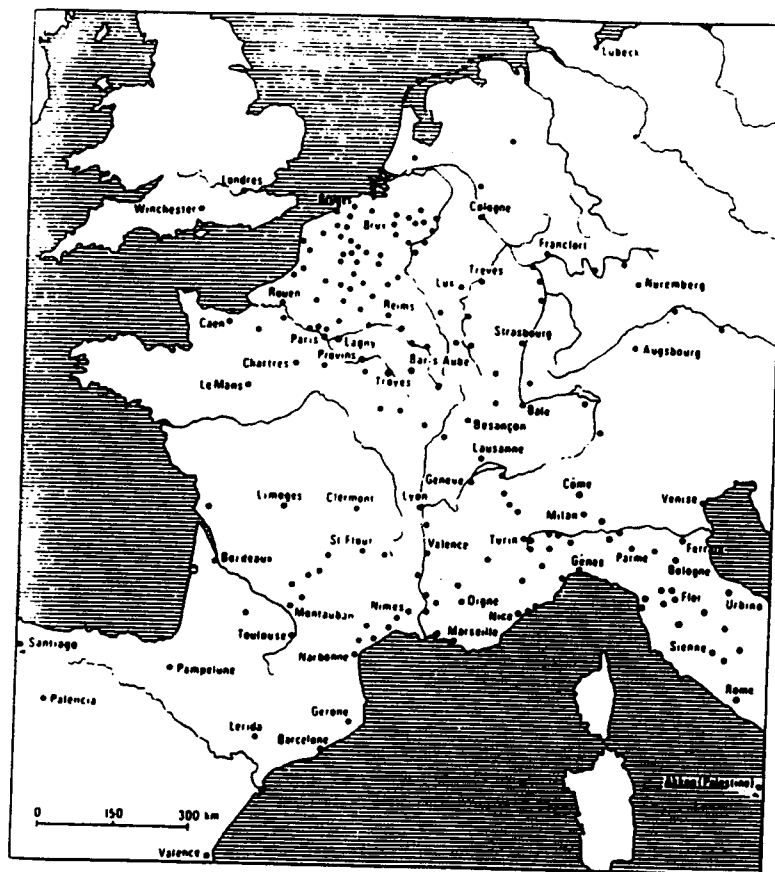 Lubeck
Londres
Winchester
Bruges
Brux
Cologne
Francfort
Lux
Trèves
Nuremberg
Rouen
Reims
Caen
Paris
Lagny
Strasbourg
Chartres
Provins
Bar-s Aube
Augsbourg
Le Mans
Troyes
Bâle
Besançon
Lausanne
Genève
Limoges
Clermont
Lyon
Côme
Venise
Milan
St Flour
Valence
Turin
Bordeaux
Parme
Ferrare
Gênes
Bologne
Montauban
Nîmes
Digne
Nice
Flor
Urbino
Toulouse
Marseille
Santiago
Narbonne
Sienne
Pampelune
Palencia
Gerone
Rome
Lerida
Barcelone
(Palestine)
0 150 300 km
Valence